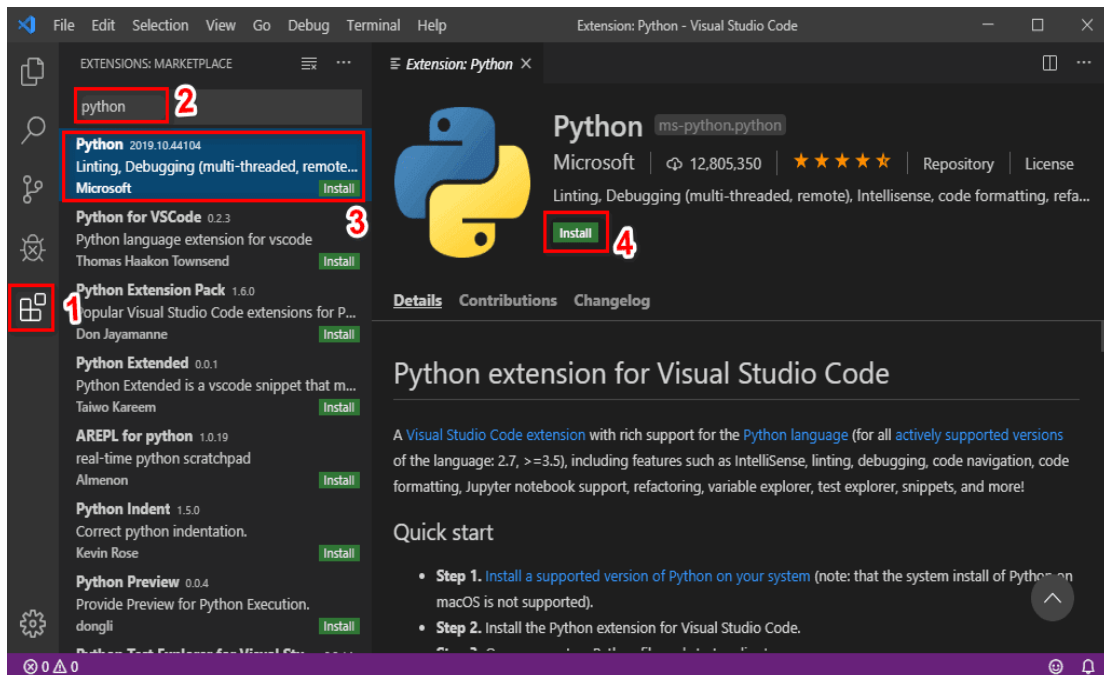 File Edit Selection View Go Debug Terminal Help Extension: Python - Visual Studio Code
EXTENSIONS: MARKETPLACE
python 2
Python 2019.10.44104
Linting, Debugging (multi-threaded, remote...
Microsoft Install
3
Python for VSCode 0.2.3
Python language extension for vscode
Thomas Haakon Townsend Install
1
Python Extension Pack 1.6.0
Popular Visual Studio Code extensions for P...
Don Jayamanne Install
Python Extended 0.0.1
Python Extended is a vscode snippet that m...
Taiwo Kareem Install
AREPL for python 1.0.19
real-time python scratchpad
Almenon Install
Python Indent 1.5.0
Correct python indentation.
Kevin Rose Install
Python Preview 0.0.4
Provide Preview for Python Execution.
dongli Install
Extension: Python
Python ms-python.python
Microsoft 12,805,350 Repository License
Linting, Debugging (multi-threaded, remote), Intellisense, code formatting, refa...
Install 4
Details Contributions Changelog
Python extension for Visual Studio Code
A Visual Studio Code extension with rich support for the Python language (for all actively supported versions
of the language: 2.7, >=3.5), including features such as IntelliSense, linting, debugging, code navigation, code
formatting, Jupyter notebook support, refactoring, variable explorer, test explorer, snippets, and more!
Quick start
• Step 1. Install a supported version of Python on your system (note: that the system install of Python on
macOS is not supported).
• Step 2. Install the Python extension for Visual Studio Code.
0 0